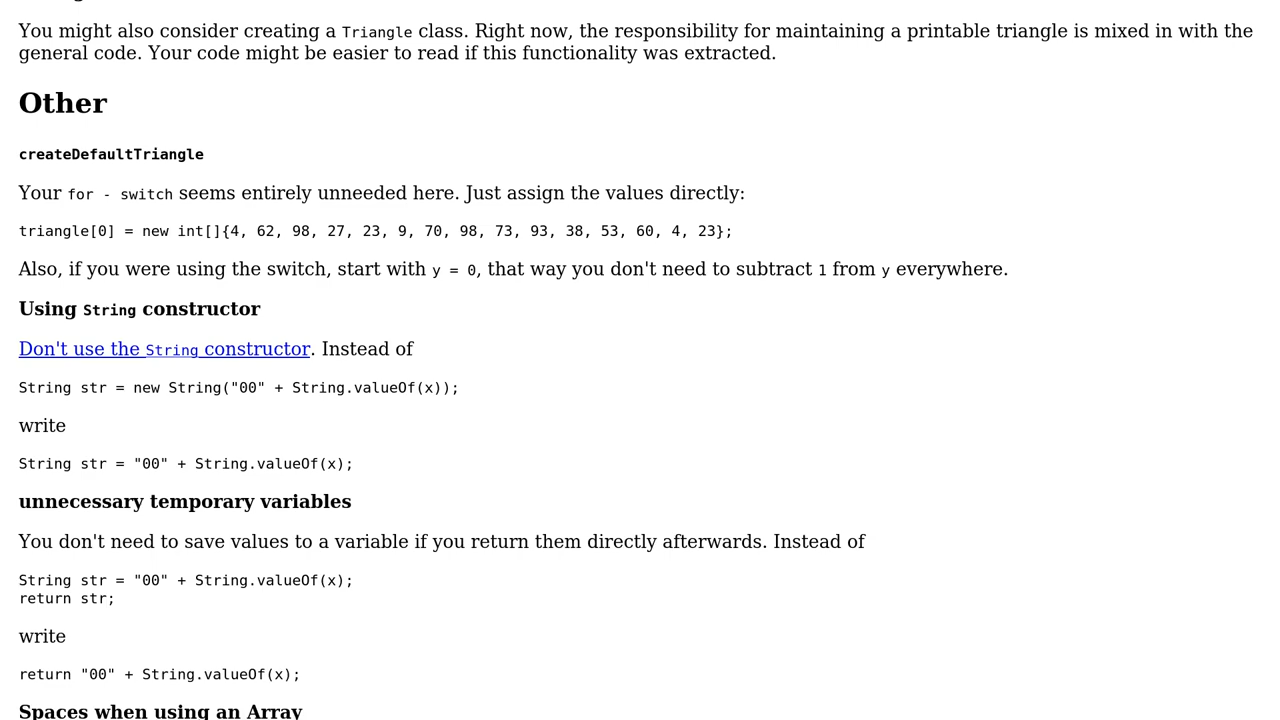 You might also consider creating a Triangle class. Right now, the responsibility for maintaining a printable triangle is mixed in with the
general code. Your code might be easier to read if this functionality was extracted.
Other
createDefaultTriangle
Your for - switch seems entirely unneeded here. Just assign the values directly:
triangle[0] = new int[]{4, 62, 98, 27, 23, 9, 70, 98, 73, 93, 38, 53, 60, 4, 23};
Also, if you were using the switch, start with y = 0, that way you don't need to subtract 1 from y everywhere.
Using String constructor
Don't use the String constructor. Instead of
String str = new String("00" + String.valueOf(x));
write
String str = "00" + String.valueOf(x);
unnecessary temporary variables
You don't need to save values to a variable if you return them directly afterwards. Instead of
String str = "00" + String.valueOf(x);
return str;
write
return "00" + String.valueOf(x);
Spaces when using an Array